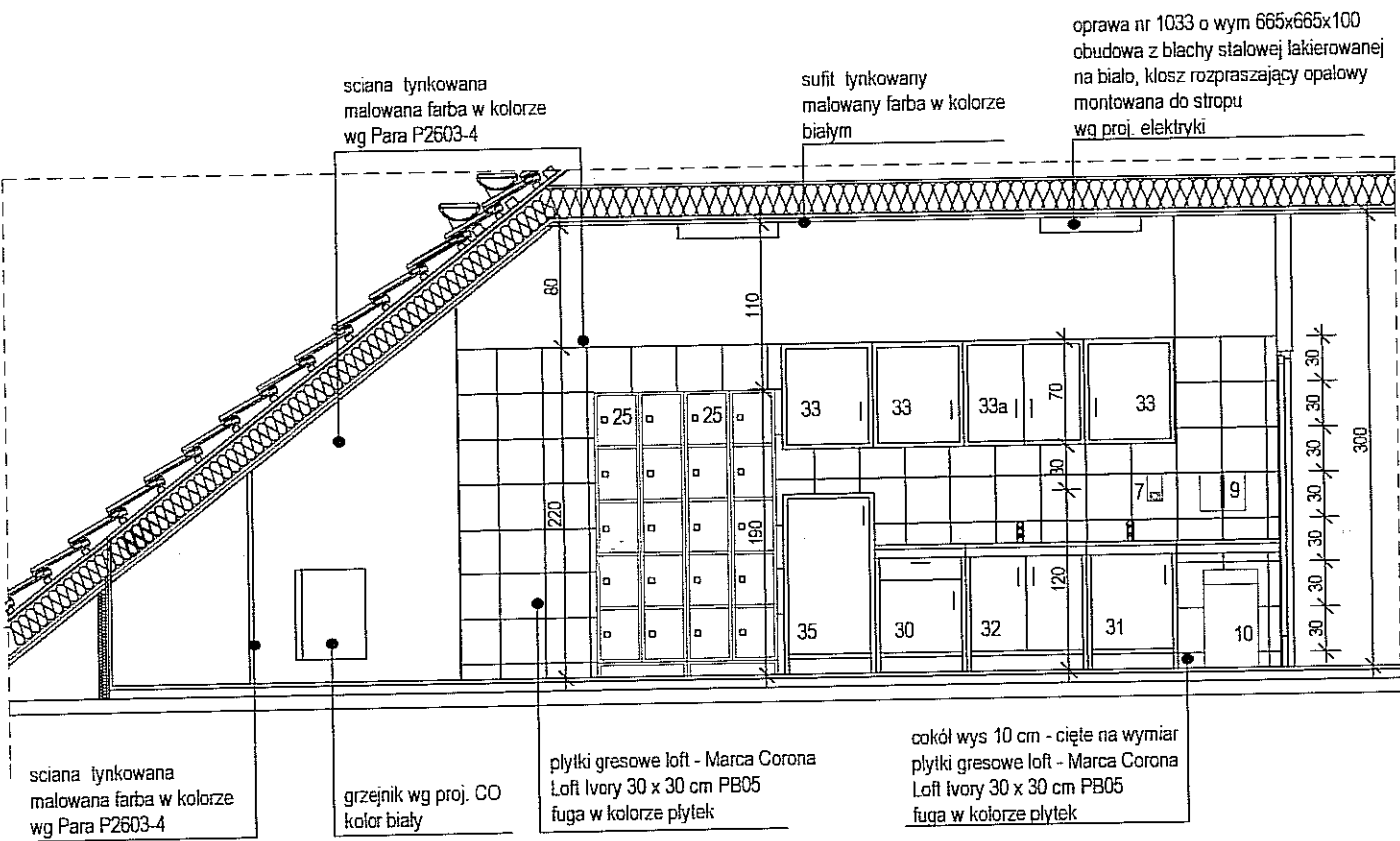 oprawa nr 1033 o wym 665x665x100
obudowa z blachy stalowej lakierowanej
na biało, klosz rozpraszający opalowy
montowana do stropu
wg proj. elektryki
sciana tynkowana
malowana farba w kolorze
wg Para P2603-4
sufit tynkowany
malowany farba w kolorze
białym
80
110
70
30
220
190
120
300
30
30
30
30
30
30
30
25
25
33
33
33a
33
7
9
35
30
32
31
10
sciana tynkowana
malowana farba w kolorze
wg Para P2603-4
grzejnik wg proj. CO
kolor biały
płytki gresowe loft - Marca Corona
Loft Ivory 30 x 30 cm PB05
fuga w kolorze płytek
cokół wys 10 cm - cięte na wymiar
płytki gresowe loft - Marca Corona
Loft Ivory 30 x 30 cm PB05
fuga w kolorze płytek